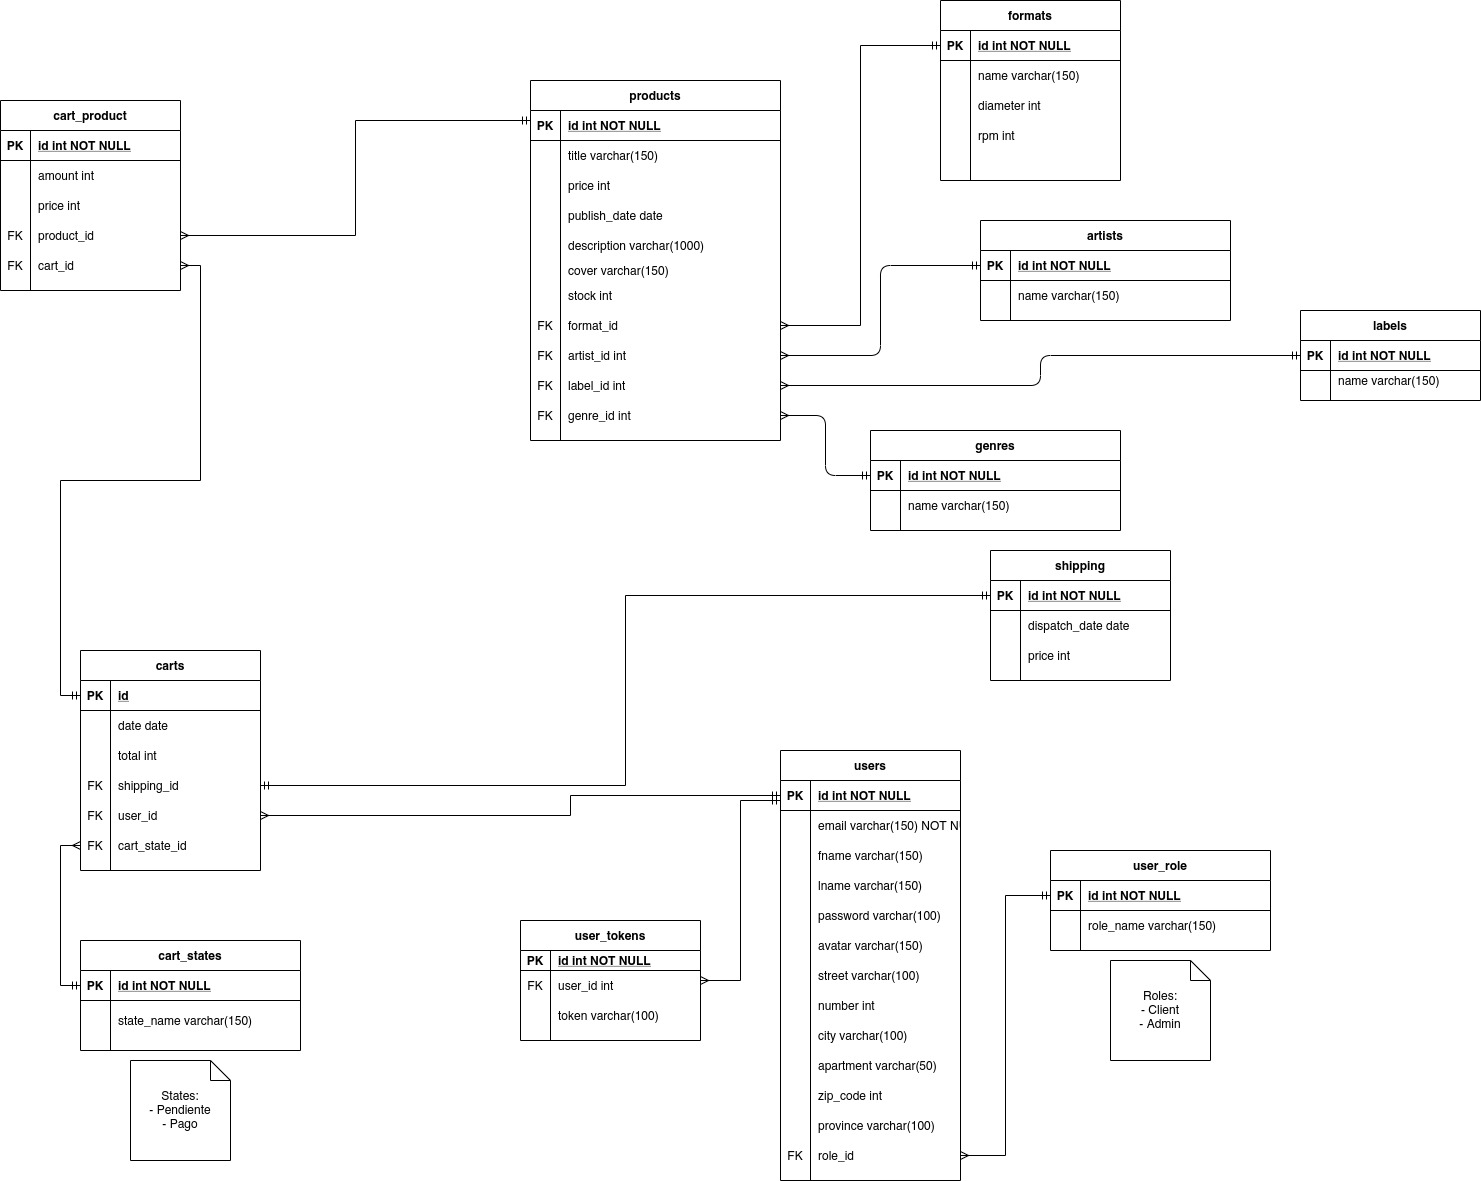 formats
PK id int NOT NULL
name varchar(150)
diameter int
rpm int
products
PK id int NOT NULL
title varchar(150)
price int
publish_date date
description varchar(1000)
cover varchar(150)
stock int
FK format_id
FK artist_id int
FK label_id int
FK genre_id int
cart_product
PK id int NOT NULL
amount int
price int
FK product_id
FK cart_id
artists
PK id int NOT NULL
name varchar(150)
labels
PK id int NOT NULL
name varchar(150)
genres
PK id int NOT NULL
name varchar(150)
shipping
PK id int NOT NULL
dispatch_date date
price int
carts
PK id
date date
total int
FK shipping_id
FK user_id
FK cart_state_id
users
PK id int NOT NULL
email varchar(150) NOT N
fname varchar(150)
lname varchar(150)
password varchar(100)
avatar varchar(150)
street varchar(100)
number int
city varchar(100)
apartment varchar(50)
zip_code int
province varchar(100)
FK role_id
user_role
PK id int NOT NULL
role_name varchar(150)
Roles:
- Client
- Admin
user_tokens
PK id int NOT NULL
FK user_id int
token varchar(100)
cart_states
PK id int NOT NULL
state_name varchar(150)
States:
- Pendiente
- Pago